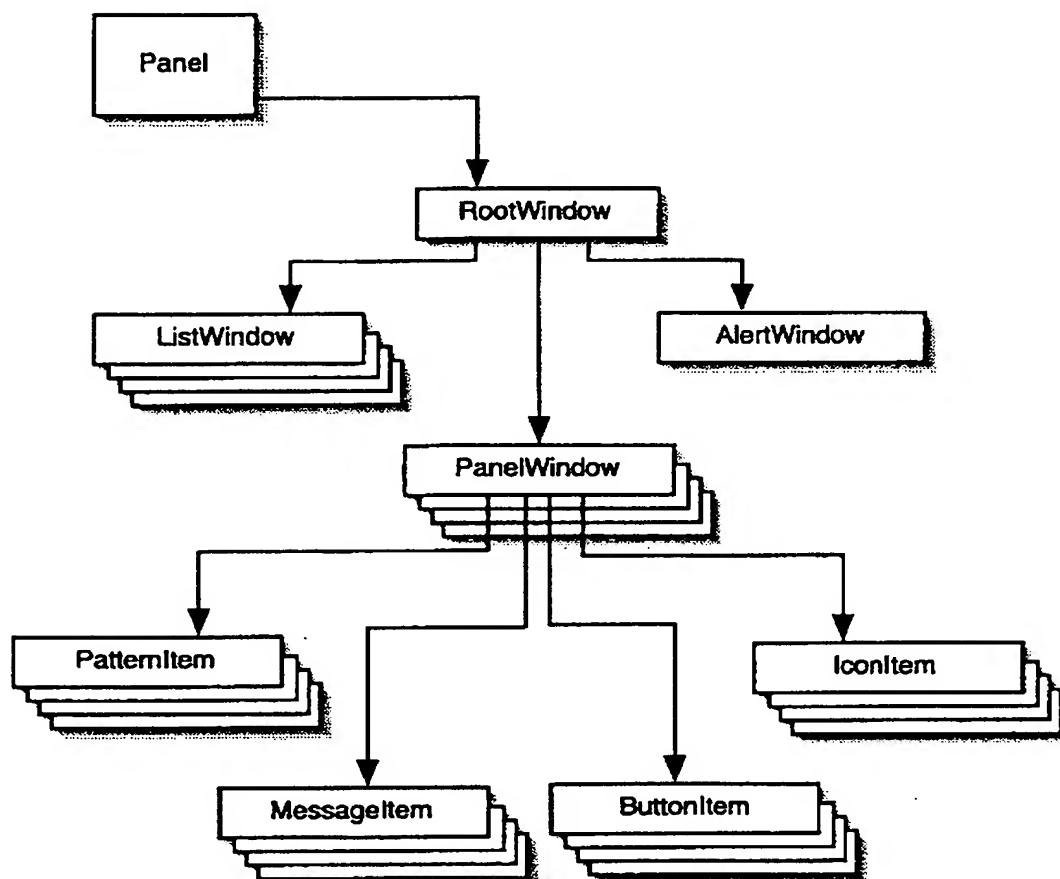 Panel
RootWindow
ListWindow
AlertWindow
PanelWindow
PatternItem
IconItem
MessageItem
ButtonItem